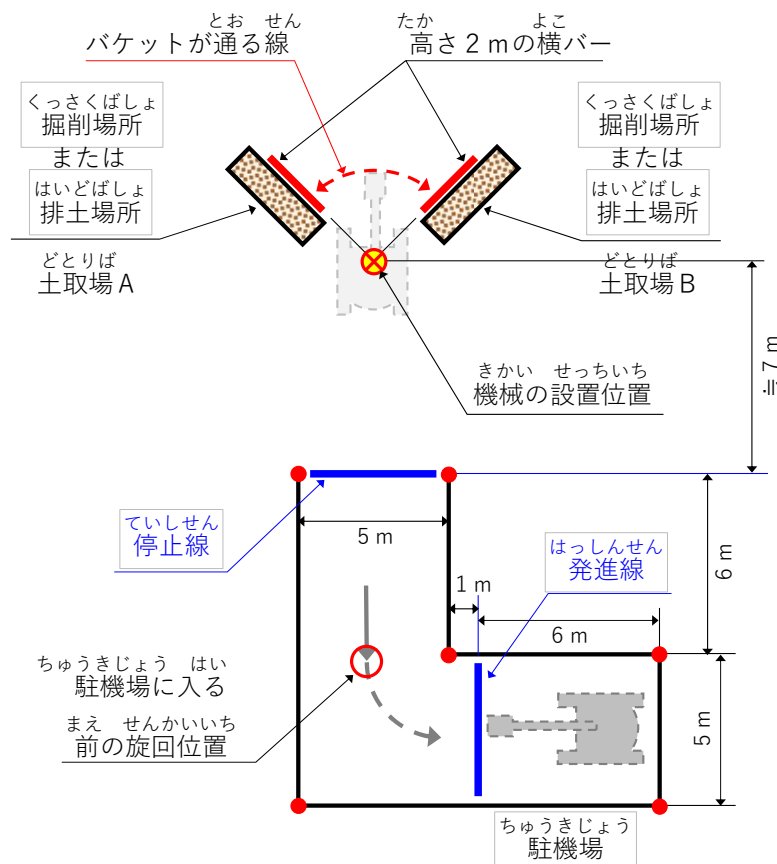 とお せん
バケットが通る線
たか よこ
高さ2mの横バー
くっさくばしょ
掘削場所
または
はいどばしょ
排土場所
どとりば
土取場A
くっさくばしょ
掘削場所
または
はいどばしょ
排土場所
どとりば
土取場B
きかい せっちいち
機械の設置位置
≒7m
ていしせん
停止線
5m
はっしんせん
発進線
1m
6m
6m
ちゅうきじょう はい
駐機場に入る
まえ せんかいいち
前の旋回位置
5m
ちゅうきじょう
駐機場